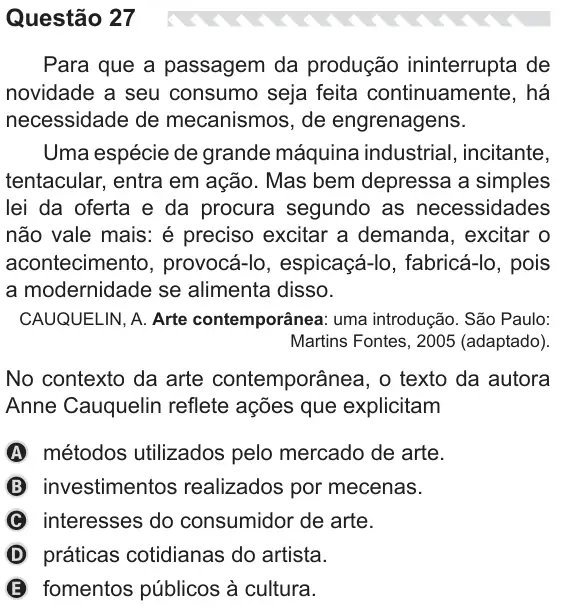 Questão 27
Para que a passagem da produção ininterrupta de
novidade a seu consumo seja feita continuamente, há
necessidade de mecanismos, de engrenagens.
Uma espécie de grande máquina industrial, incitante,
tentacular, entra em ação. Mas bem depressa a simples
lei da oferta e da procura segundo as necessidades
não vale mais: é preciso excitar a demanda, excitar o
acontecimento, provocá-lo, espicaçá-lo, fabricá-lo, pois
a modernidade se alimenta disso.
CAUQUELIN, A. Arte contemporânea: uma introdução. São Paulo:
Martins Fontes, 2005 (adaptado).
No contexto da arte contemporânea, o texto da autora
Anne Cauquelin reflete ações que explicitam
A métodos utilizados pelo mercado de arte.
B investimentos realizados por mecenas.
C interesses do consumidor de arte.
D práticas cotidianas do artista.
E fomentos públicos à cultura.